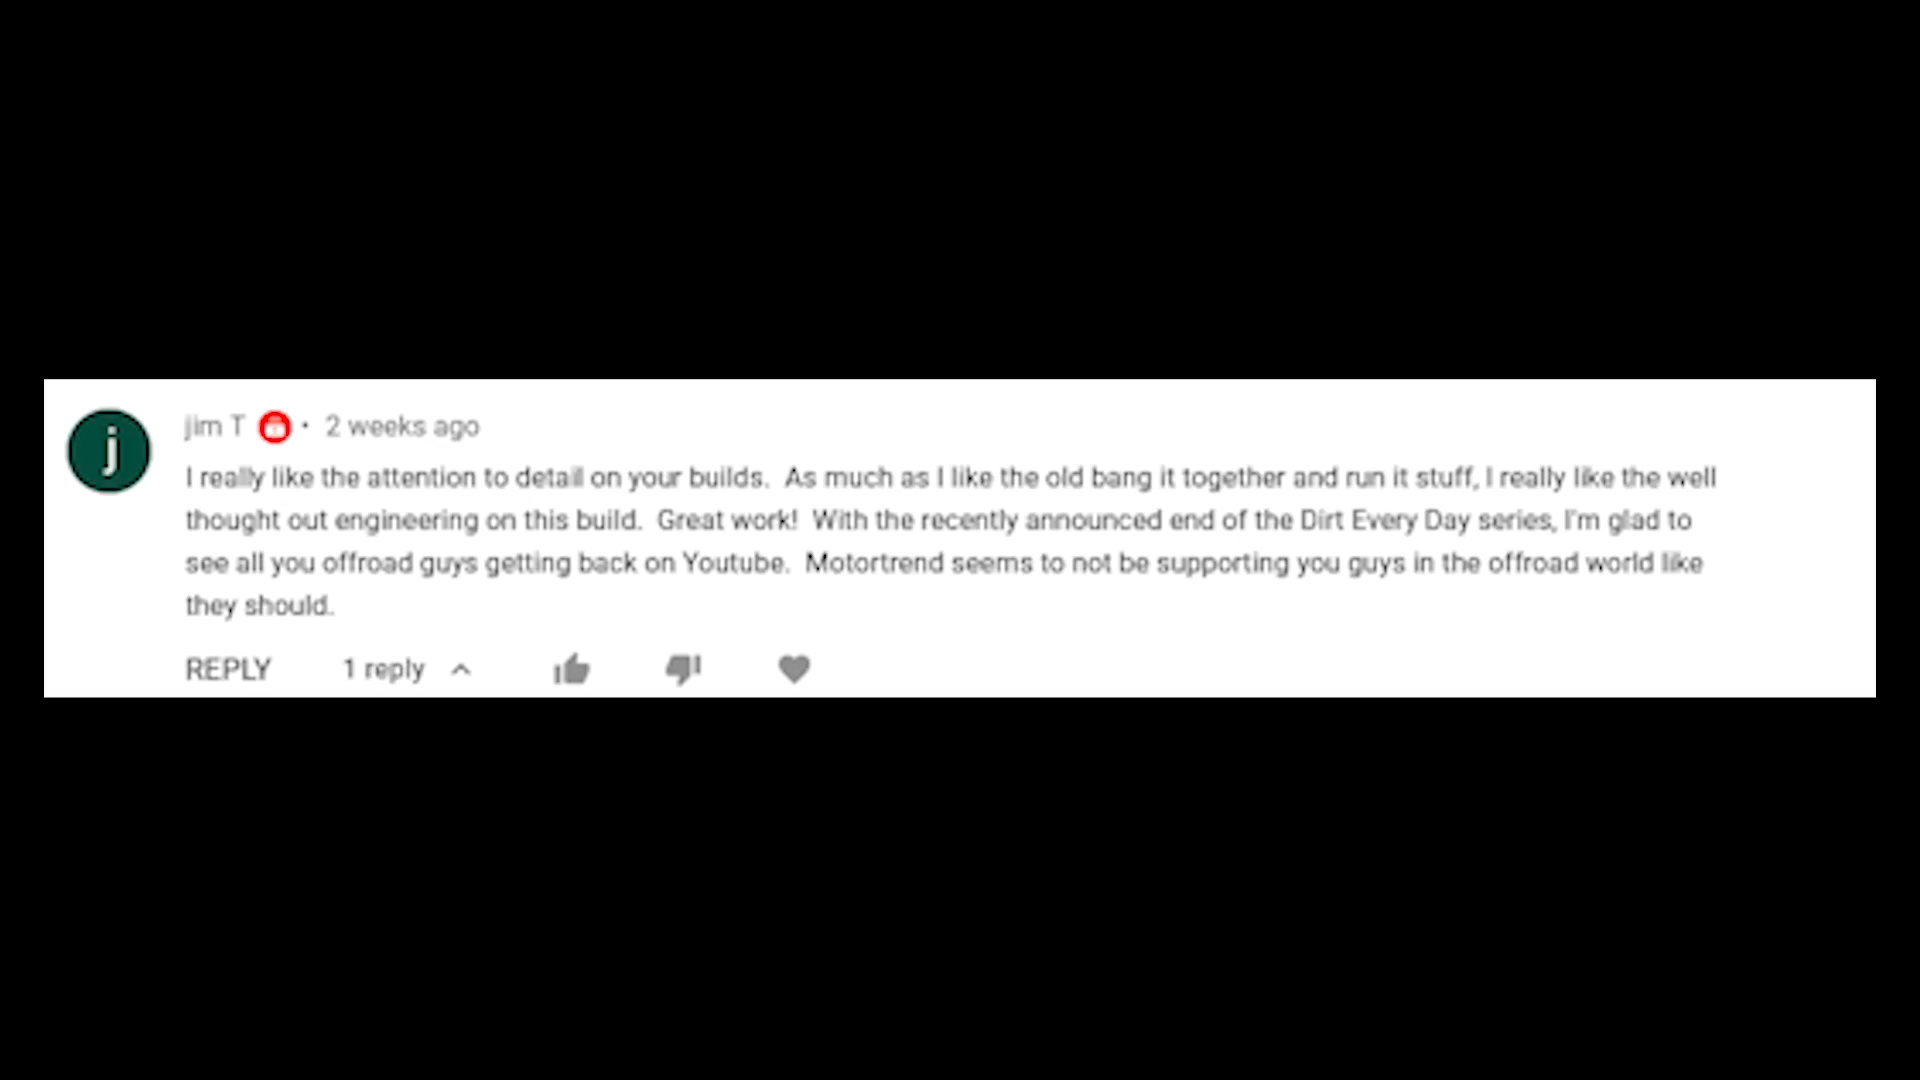 j
jim T • 2 weeks ago
I really like the attention to detail on your builds.  As much as I like the old bang it together and run it stuff, I really like the well
thought out engineering on this build.  Great work!  With the recently announced end of the Dirt Every Day series, I'm glad to
see all you offroad guys getting back on Youtube.  Motortrend seems to not be supporting you guys in the offroad world like
they should.
REPLY 1 reply